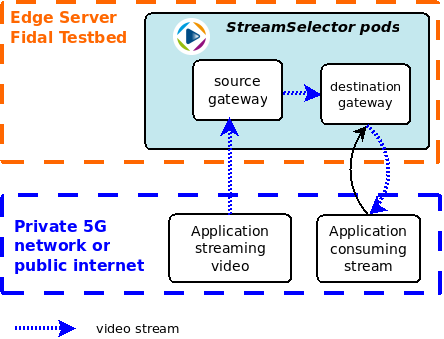 Edge Server
Fidal Testbed
StreamSelector pods
source
gateway
destination
gateway
Private 5G
network or
public internet
Application
streaming
video
Application
consuming
stream
video stream